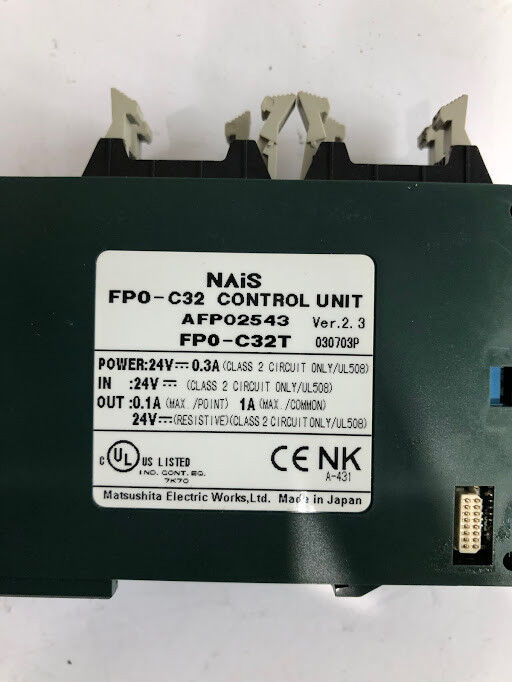 NAiS
FP0-C32 CONTROL UNIT
AFP02543 Ver.2.3
FP0-C32T 030703P
POWER:24V⎓0.3A(CLASS 2 CIRCUIT ONLY/UL508)
IN :24V⎓ (CLASS 2 CIRCUIT ONLY/UL508)
OUT :0.1A(MAX./POINT) 1A(MAX./COMMON)
24V⎓(RESISTIVE)(CLASS 2 CIRCUIT ONLY/UL508)
C UL US LISTED
IND. CONT. EQ.
7K70
CE NK
A-431
Matsushita Electric Works,Ltd. Made in Japan